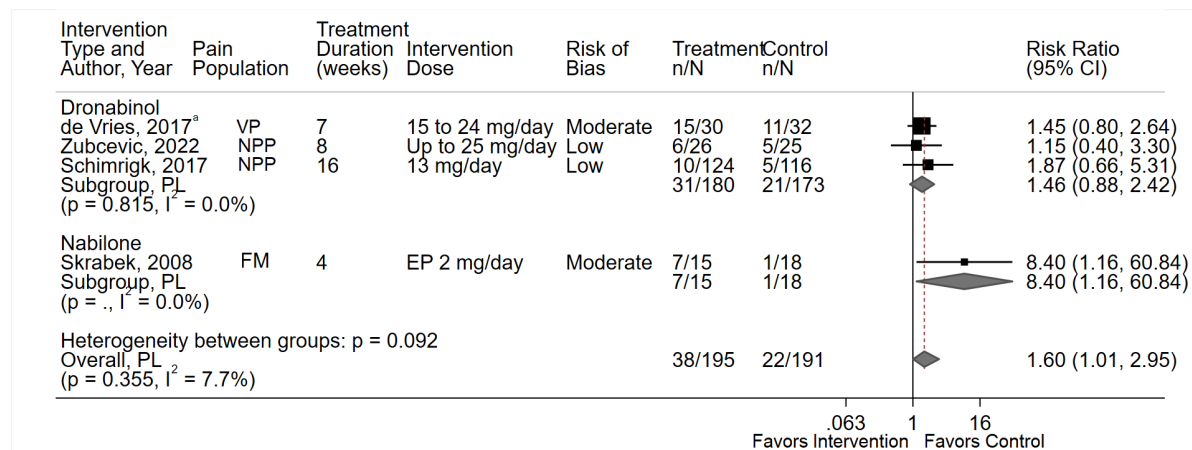 Intervention Treatment
Type and Pain Duration Intervention Risk of Treatment Control Risk Ratio
Author, Year Population (weeks) Dose Bias n/N n/N (95% CI)
Dronabinol
de Vries, 2017a VP 7 15 to 24 mg/day Moderate 15/30 11/32 1.45 (0.80, 2.64)
Zubcevic, 2022 NPP 8 Up to 25 mg/day Low 6/26 5/25 1.15 (0.40, 3.30)
Schimrigk, 2017 NPP 16 13 mg/day Low 10/124 5/116 1.87 (0.66, 5.31)
Subgroup, PL 31/180 21/173 1.46 (0.88, 2.42)
(p = 0.815, I2 = 0.0%)
Nabilone
Skrabek, 2008 FM 4 EP 2 mg/day Moderate 7/15 1/18 8.40 (1.16, 60.84)
Subgroup, PL 7/15 1/18 8.40 (1.16, 60.84)
(p = ., I2 = 0.0%)
Heterogeneity between groups: p = 0.092
Overall, PL 38/195 22/191 1.60 (1.01, 2.95)
(p = 0.355, I2 = 7.7%)
.063 1 16
Favors Intervention Favors Control